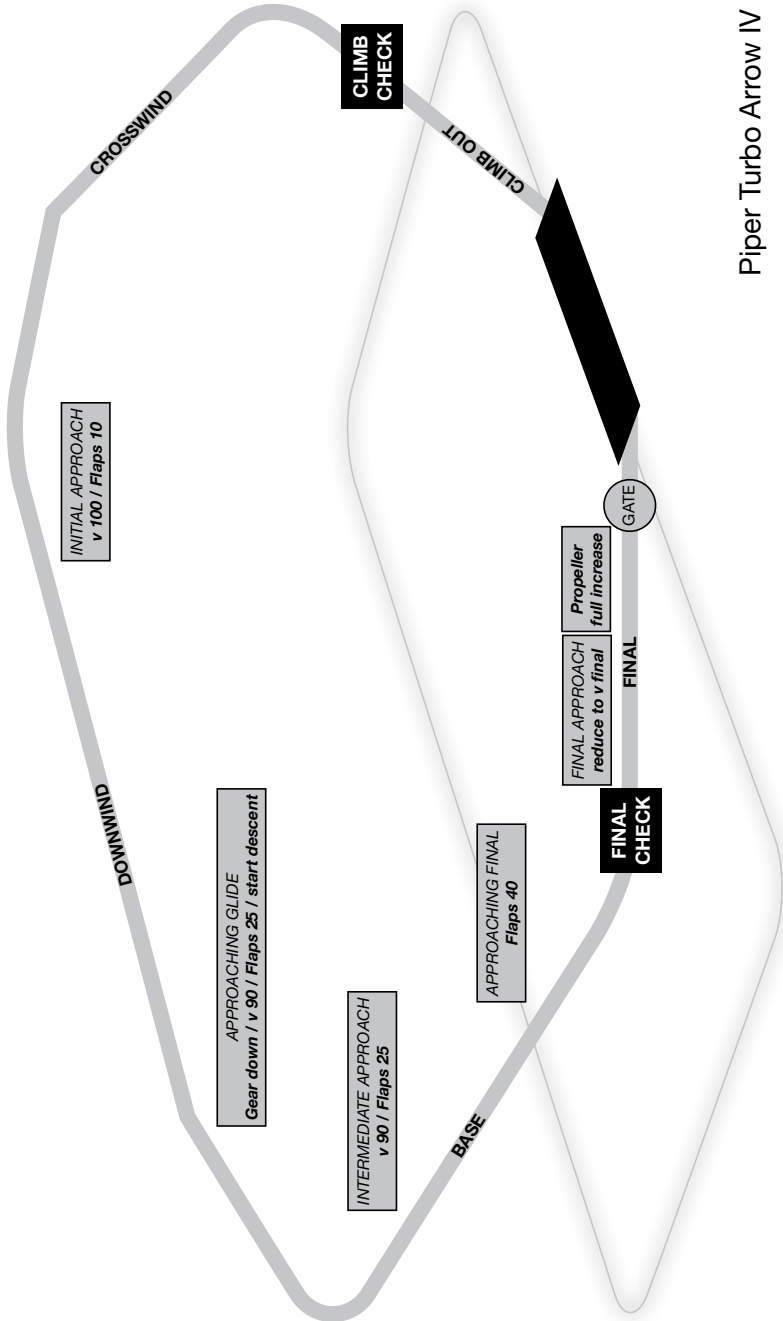 CLIMB
CHECK
CLIMB OUT
CROSSWIND
INITIAL APPROACH
v 100 / Flaps 10
DOWNWIND
APPROACHING GLIDE
Gear down / v 90 / Flaps 25 / start descent
INTERMEDIATE APPROACH
v 90 / Flaps 25
BASE
APPROACHING FINAL
Flaps 40
FINAL
CHECK
FINAL APPROACH
reduce to v final
FINAL
Propeller
full increase
GATE
Piper Turbo Arrow IV